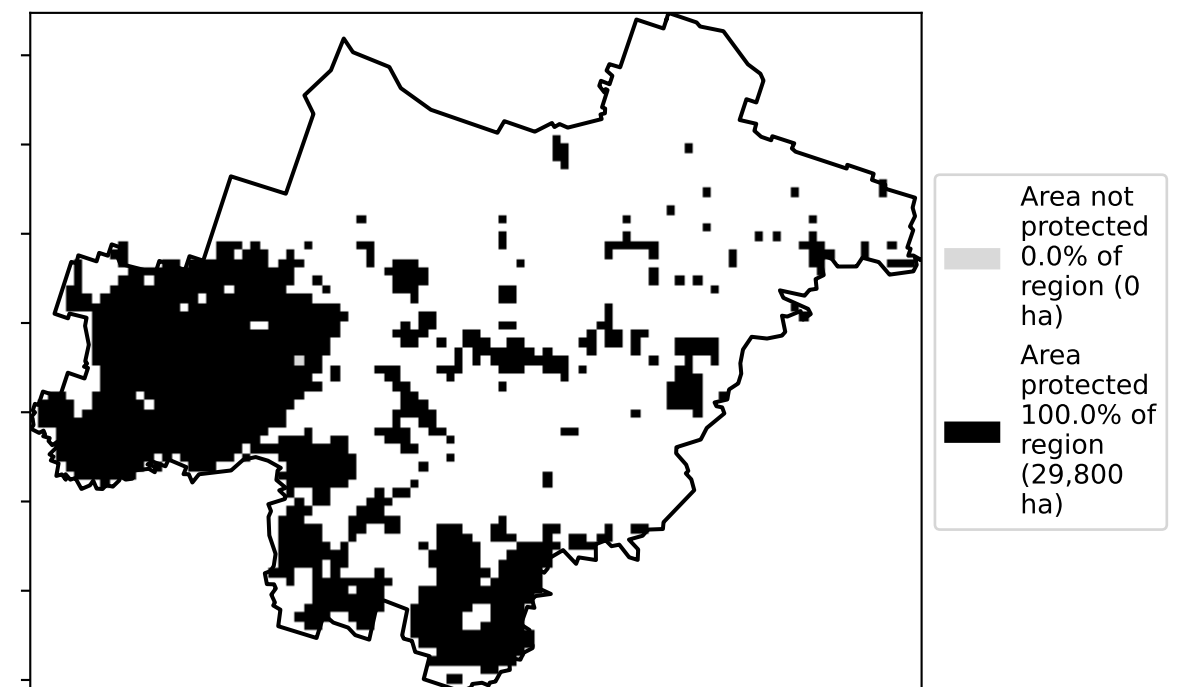 Area not
protected
0.0% of
region (0
ha)
Area
protected
100.0% of
region
(29,800
ha)